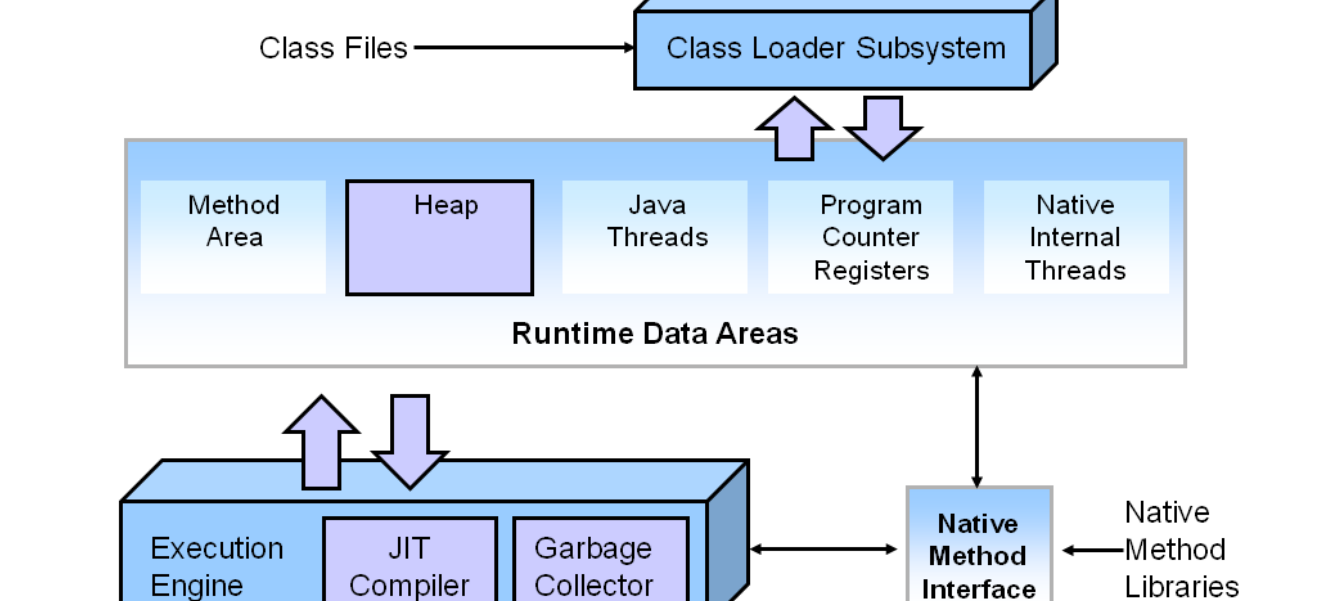 Class Files
Class Loader Subsystem
Method
Area
Heap
Java
Threads
Program
Counter
Registers
Native
Internal
Threads
Runtime Data Areas
Execution
Engine
JIT
Compiler
Garbage
Collector
Native
Method
Interface
Native
Method
Libraries